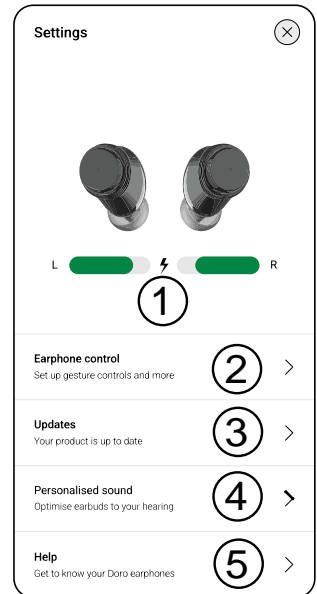 Settings
L R
1
Earphone control
Set up gesture controls and more
2
Updates
Your product is up to date
3
Personalised sound
Optimise earbuds to your hearing
4
Help
Get to know your Doro earphones
5